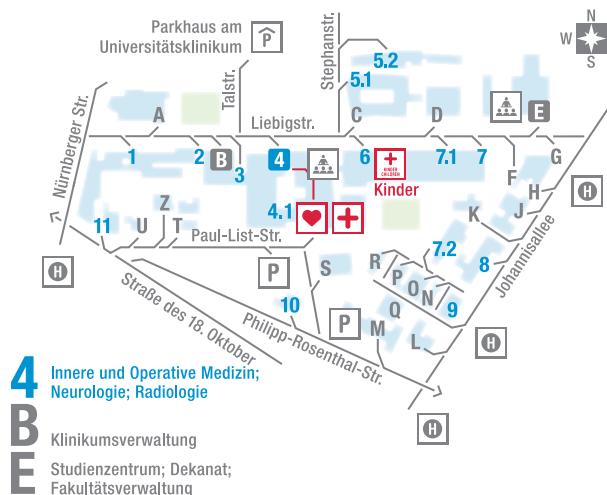 Parkhaus am
Universitätsklinikum
P
Stephanstr.
N
W
S
5.2
5.1
Talstr.
Nürnberger Str.
A
Liebigstr.
C
D
E
1
2
B
3
4
6
KINDER
CHILDREN
Kinder
7.1
7
F
G
H
H
J
K
4.1
Z
11
U
T
Paul-List-Str.
H
P
S
R
P
O
N
7.2
8
9
Johannisallee
Straße des 18. Oktober
10
Philipp-Rosenthal-Str.
P
Q
M
L
H
H
4
Innere und Operative Medizin;
Neurologie; Radiologie
B
Klinikumsverwaltung
E
Studienzentrum; Dekanat;
Fakultätsverwaltung